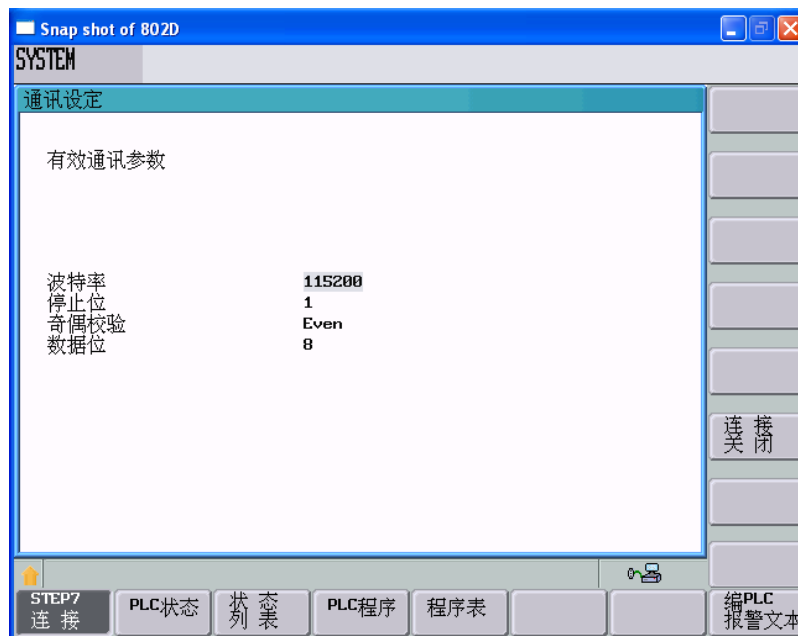 Snap shot of 802D
SYSTEM
通讯设定
有效通讯参数
波特率 115200
停止位 1
奇偶校验 Even
数据位 8
连 接
关 闭
STEP7
连 接
PLC状态
状 态
列 表
PLC程序
程序表
编PLC
报警文本